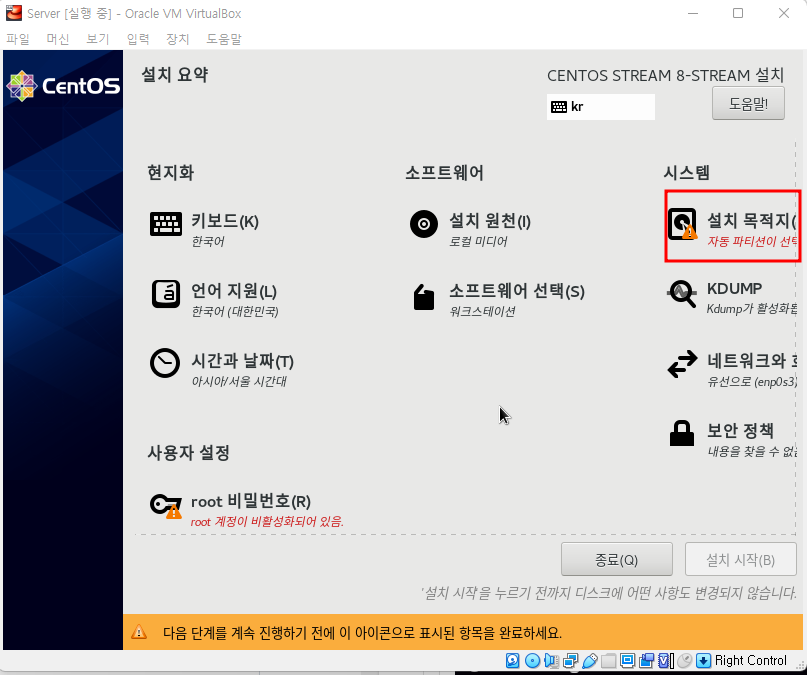 Server [실행 중] - Oracle VM VirtualBox
파일 머신 보기 입력 장치 도움말
CentOS
설치 요약
CENTOS STREAM 8-STREAM 설치
kr
도움말!
현지화
키보드(K)
한국어
언어 지원(L)
한국어 (대한민국)
시간과 날짜(T)
아시아/서울 시간대
소프트웨어
설치 원천(I)
로컬 미디어
소프트웨어 선택(S)
워크스테이션
시스템
설치 목적지(
자동 파티션이 선택
KDUMP
Kdump가 활성화됨
네트워크와 호
유선으로 (enp0s3)
보안 정책
내용을 찾을 수 없음
사용자 설정
root 비밀번호(R)
root 계정이 비활성화되어 있음.
종료(Q)
설치 시작(B)
'설치 시작'을 누르기 전까지 디스크에 어떤 사항도 변경되지 않습니다.
다음 단계를 계속 진행하기 전에 이 아이콘으로 표시된 항목을 완료하세요.
Right Control